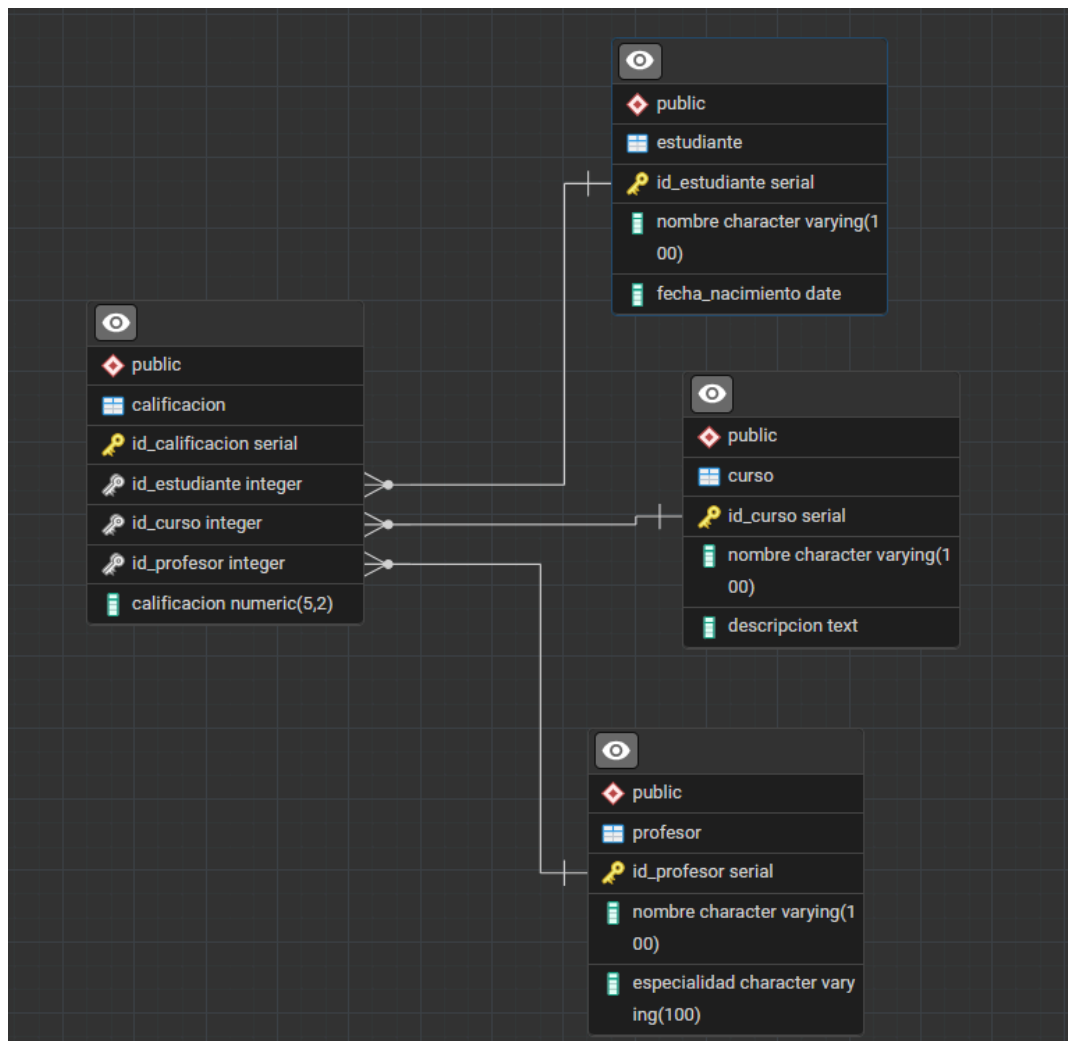 public
estudiante
id_estudiante serial
nombre character varying(1
00)
fecha_nacimiento date
public
calificacion
id_calificacion serial
id_estudiante integer
id_curso integer
id_profesor integer
calificacion numeric(5,2)
public
curso
id_curso serial
nombre character varying(1
00)
descripcion text
public
profesor
id_profesor serial
nombre character varying(1
00)
especialidad character vary
ing(100)